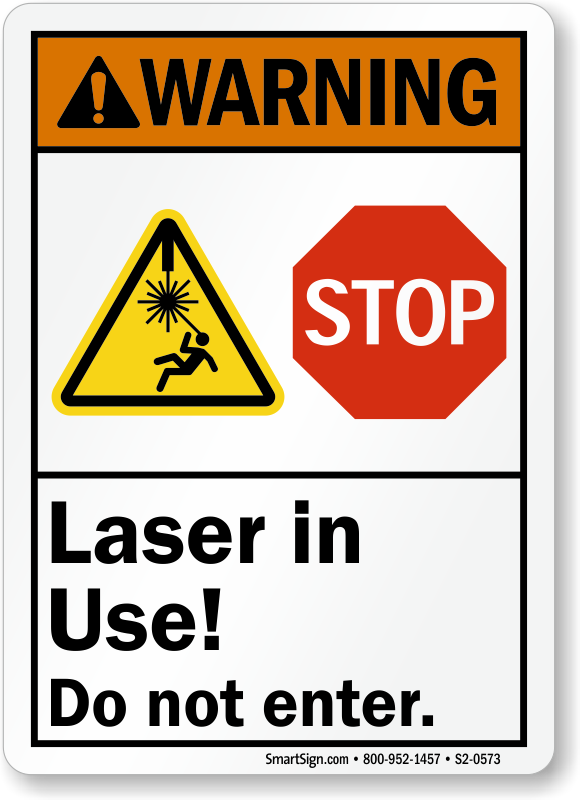 WARNING
STOP
Laser in
Use!
Do not enter.
SmartSign.com • 800-952-1457 • S2-0573